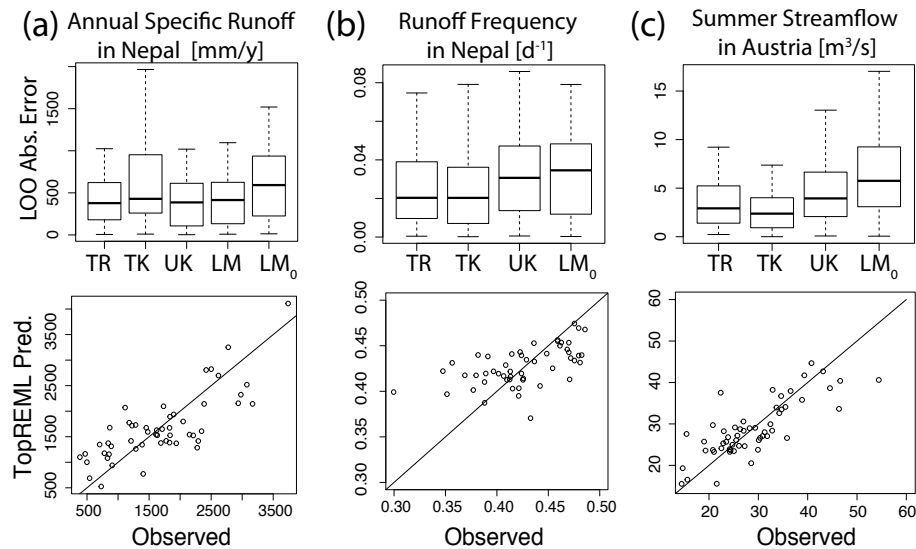 (a) Annual Specific Runoff
in Nepal [mm/y]
(b) Runoff Frequency
in Nepal [d⁻¹]
(c) Summer Streamflow
in Austria [m³/s]
LOO Abs. Error
0 500 1500
TR TK UK LM LM₀
0.00 0.04 0.08
TR TK UK LM₀
0 5 10 15
TR TK UK LM₀
TopREML Pred.
500 1500 2500 3500
500 1500 2500 3500
Observed
0.30 0.35 0.40 0.45
0.30 0.35 0.40 0.45 0.50
Observed
20 30 40 50 60
20 30 40 50 60
Observed